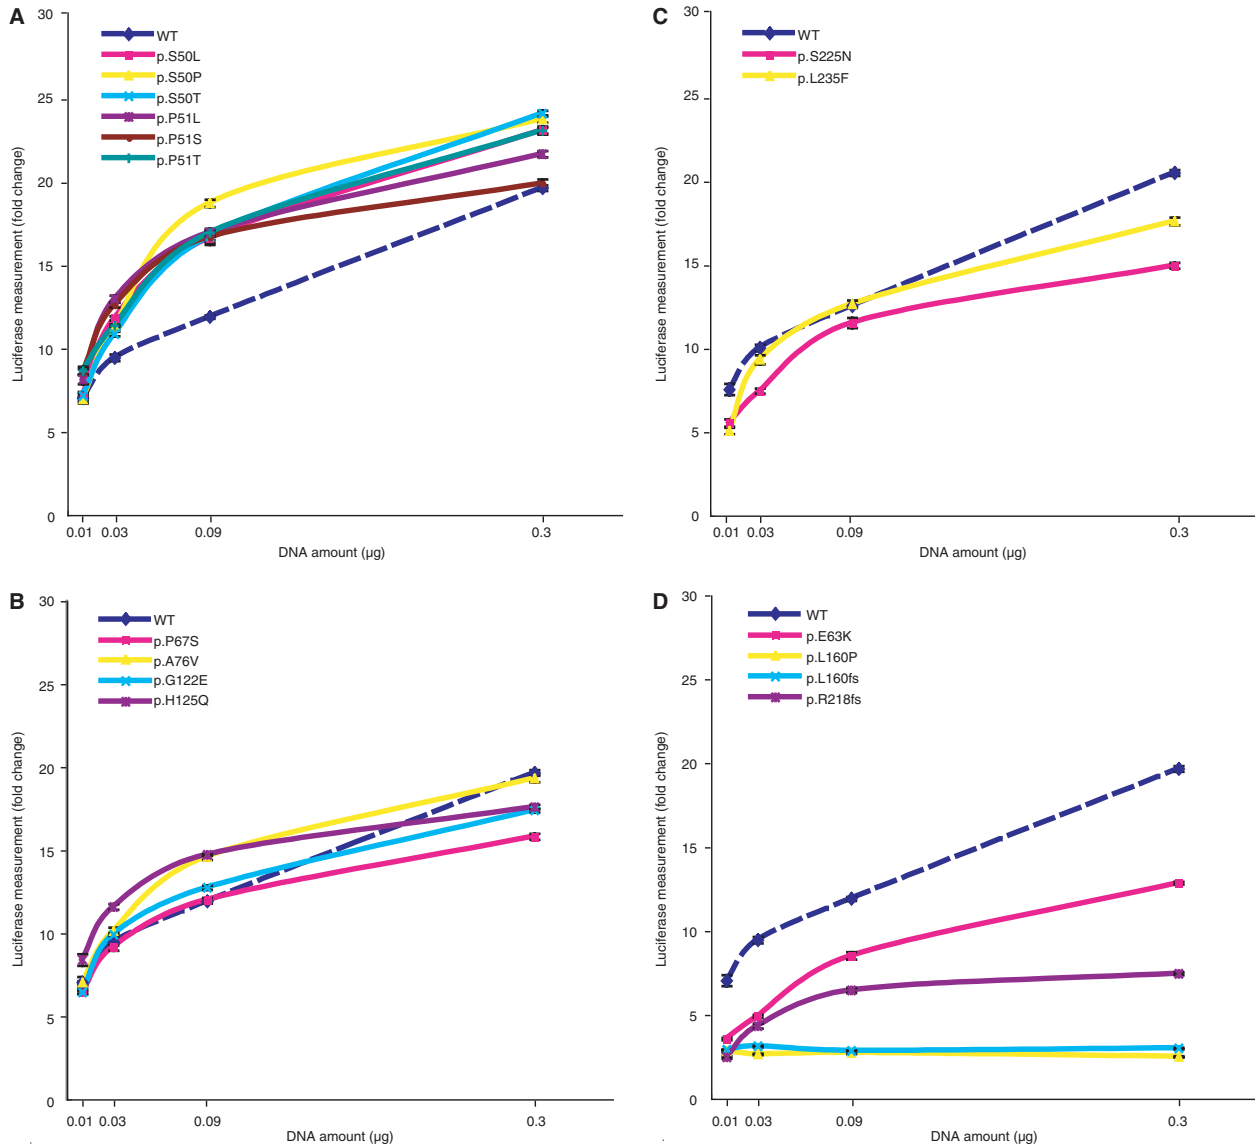 A
30
25
20
15
10
5
0
Luciferase measurement (fold change)
WT
p.S50L
p.S50P
p.S50T
p.P51L
p.P51S
p.P51T
0.01 0.03 0.09 0.3
DNA amount (µg)
C
30
25
20
15
10
5
0
Luciferase measurement (fold change)
WT
p.S225N
p.L235F
0.01 0.03 0.09 0.3
DNA amount (µg)
B
30
25
20
15
10
5
0
Luciferase measurement (fold change)
WT
p.P67S
p.A76V
p.G122E
p.H125Q
0.01 0.03 0.09 0.3
DNA amount (µg)
D
30
25
20
15
10
5
0
Luciferase measurement (fold change)
WT
p.E63K
p.L160P
p.L160fs
p.R218fs
0.01 0.03 0.09 0.3
DNA amount (µg)